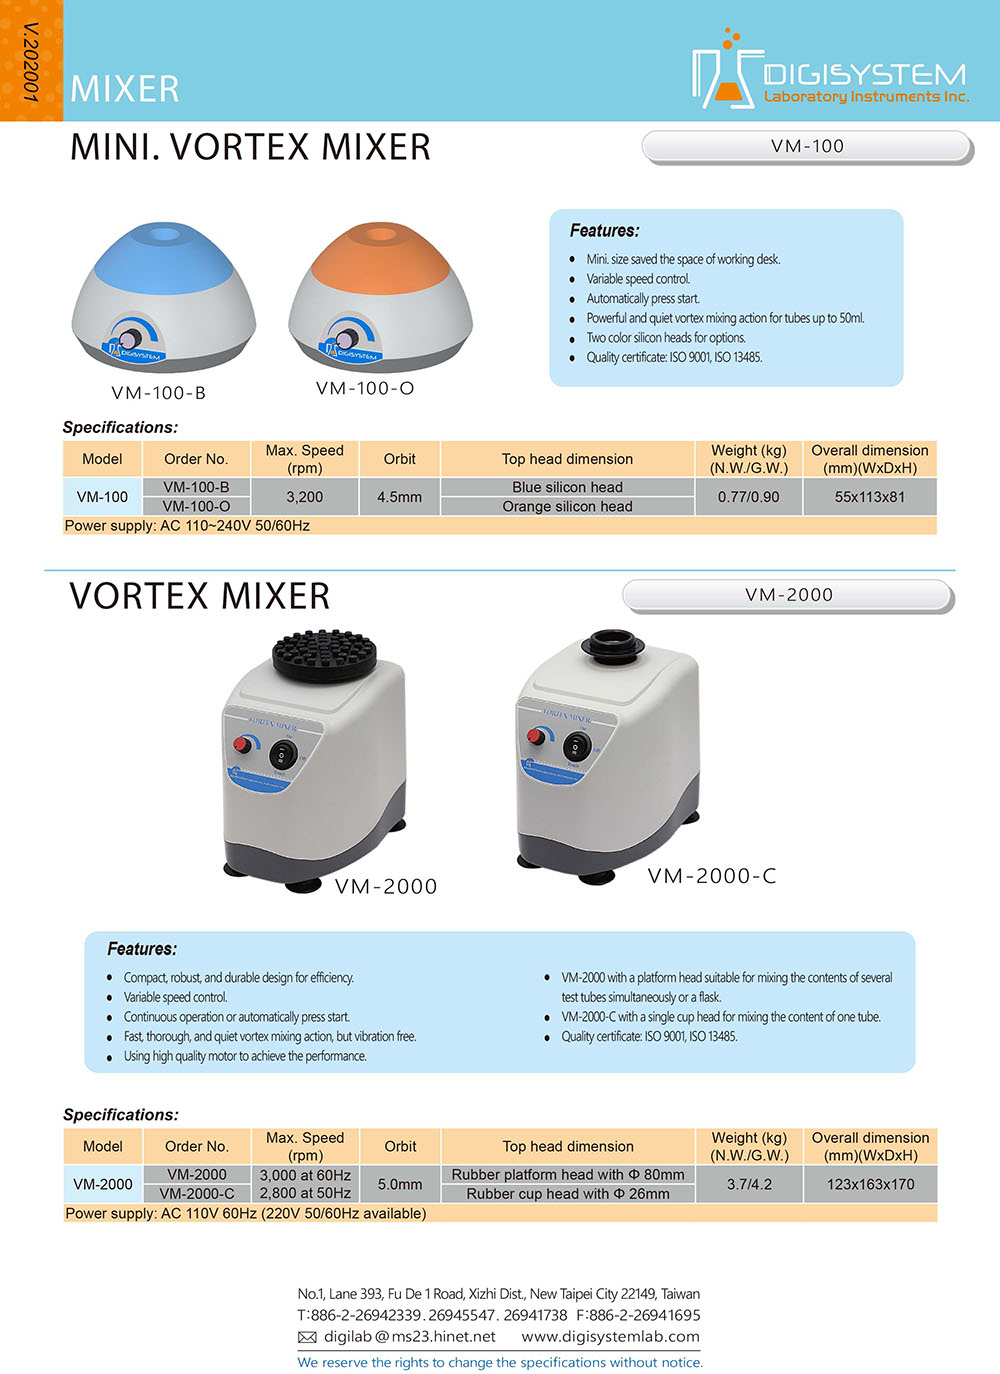 V.202001
MIXER
DIGISYSTEM
Laboratory Instruments Inc.
MINI. VORTEX MIXER
VM-100
DIGISYSTEM
DIGISYSTEM
VM-100-B
VM-100-O
Features:
• Mini. size saved the space of working desk.
• Variable speed control.
• Automatically press start.
• Powerful and quiet vortex mixing action for tubes up to 50ml.
• Two color silicon heads for options.
• Quality certificate: ISO 9001, ISO 13485.
Specifications:
Model Order No. Max. Speed (rpm) Orbit Top head dimension Weight (kg) (N.W./G.W.) Overall dimension (mm)(WxDxH)
VM-100 VM-100-B 3,200 4.5mm Blue silicon head 0.77/0.90 55x113x81
VM-100-O Orange silicon head
Power supply: AC 110~240V 50/60Hz
VORTEX MIXER
VM-2000
VORTEX MIXER
On
Off
Touch
VORTEX MIXER
On
Off
Touch
VM-2000
VM-2000-C
Features:
• Compact, robust, and durable design for efficiency.
• Variable speed control.
• Continuous operation or automatically press start.
• Fast, thorough, and quiet vortex mixing action, but vibration free.
• Using high quality motor to achieve the performance.
• VM-2000 with a platform head suitable for mixing the contents of several
test tubes simultaneously or a flask.
• VM-2000-C with a single cup head for mixing the content of one tube.
• Quality certificate: ISO 9001, ISO 13485.
Specifications:
Model Order No. Max. Speed (rpm) Orbit Top head dimension Weight (kg) (N.W./G.W.) Overall dimension (mm)(WxDxH)
VM-2000 VM-2000 3,000 at 60Hz 5.0mm Rubber platform head with Φ 80mm 3.7/4.2 123x163x170
VM-2000-C 2,800 at 50Hz Rubber cup head with Φ 26mm
Power supply: AC 110V 60Hz (220V 50/60Hz available)
No.1, Lane 393, Fu De 1 Road, Xizhi Dist., New Taipei City 22149, Taiwan
T:886-2-26942339 . 26945547 . 26941738 F:886-2-26941695
digilab@ms23.hinet.net www.digisystemlab.com
We reserve the rights to change the specifications without notice.